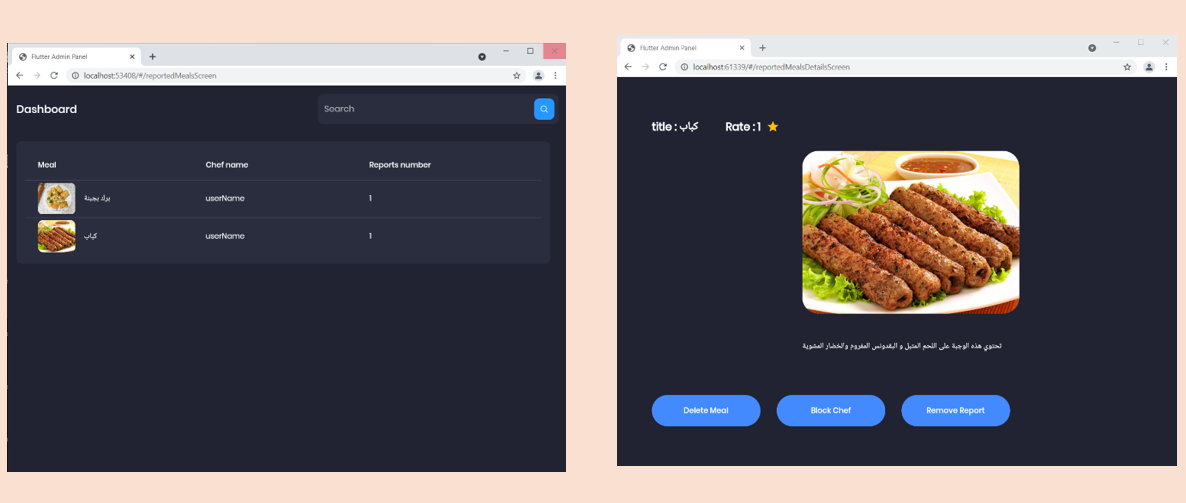 Flutter Admin Panel
localhost:53408/#/reportedMealsScreen
Dashboard
Search
Meal Chef name Reports number
برك بجبنة userName 1
كباب userName 1
Flutter Admin Panel
localhost:61339/#/reportedMealsDetailsScreen
title : كباب Rate : 1
تحتوي هذه الوجبة على اللحم المتبل و البقدونس المفروم والخضار المشوية
Delete Meal Block Chef Remove Report